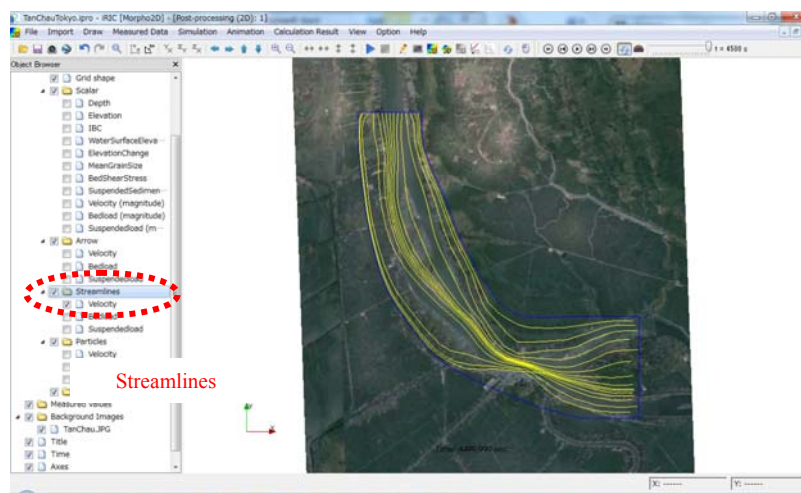 TanChauTokyo.ipro - iRIC [Morpho2D] - [Post-processing (2D): 1]
File Import Draw Measured Data Simulation Animation Calculation Result View Option Help
t = 4500 s
Object Browser
Grid shape
Scalar
Depth
Elevation
IBC
WaterSurfaceEleva...
ElevationChange
MeanGrainSize
BedShearStress
SuspendedSedimen...
Velocity (magnitude)
Bedload (magnitude)
Suspendedload (m...
Arrow
Velocity
Bedload
Suspendedload
Streamlines
Velocity
Bedload
Suspendedload
Particles
Velocity
Streamlines
Measured Values
Background Images
TanChau.JPG
Title
Time
Axes
y
x
X: ------
Y: ------